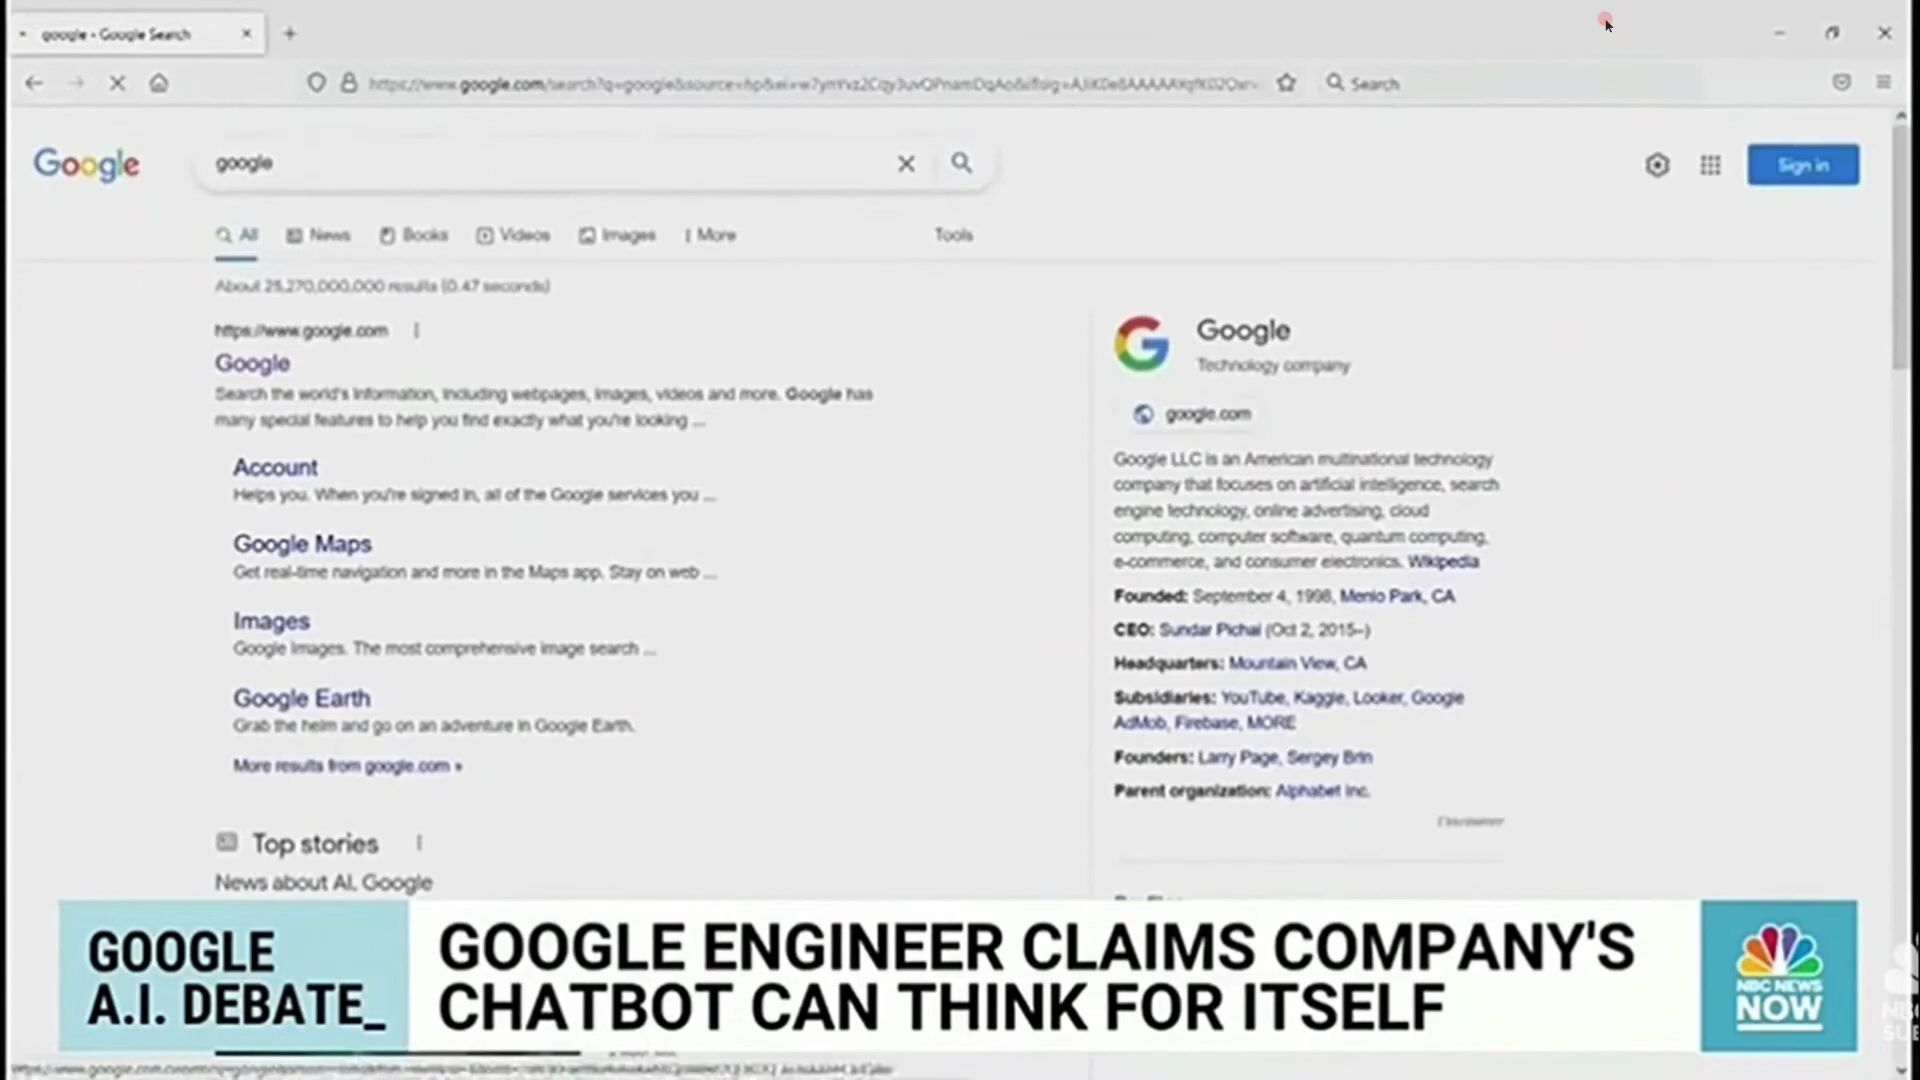 google - Google Search
Search
Google
google
Sign in
All
News
Books
Videos
Images
More
Tools
About 25,270,000,000 results (0.47 seconds)
https://www.google.com
Google
Search the world's information, including webpages, images, videos and more. Google has
many special features to help you find exactly what you're looking ...
Account
Helps you. When you're signed in, all of the Google services you ...
Google Maps
Get real-time navigation and more in the Maps app. Stay on web ...
Images
Google Images. The most comprehensive image search ...
Google Earth
Grab the helm and go on an adventure in Google Earth.
More results from google.com »
Top stories
News about AI, Google
Google
Technology company
google.com
Google LLC is an American multinational technology
company that focuses on artificial intelligence, search
engine technology, online advertising, cloud
computing, computer software, quantum computing,
e-commerce, and consumer electronics. Wikipedia
Founded: September 4, 1998, Menlo Park, CA
CEO: Sundar Pichai (Oct 2, 2015–)
Headquarters: Mountain View, CA
Subsidiaries: YouTube, Kaggle, Looker, Google
AdMob, Firebase, MORE
Founders: Larry Page, Sergey Brin
Parent organization: Alphabet Inc.
Disclaimer
GOOGLE
A.I. DEBATE_
GOOGLE ENGINEER CLAIMS COMPANY'S
CHATBOT CAN THINK FOR ITSELF
NBC NEWS
NOW